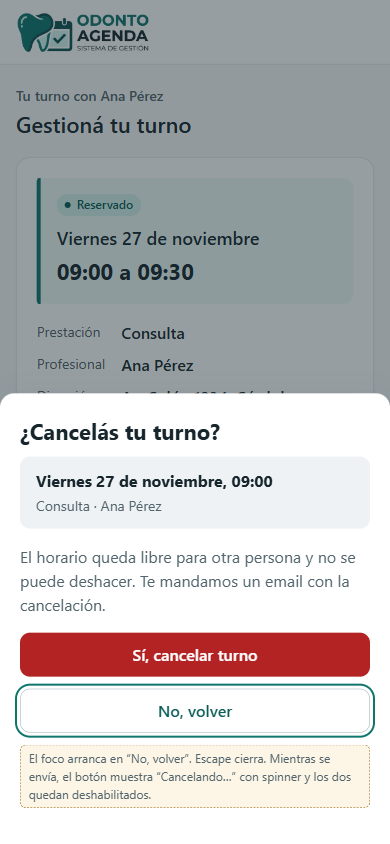 ODONTO
AGENDA
SISTEMA DE GESTIÓN
Tu turno con Ana Pérez
Gestioná tu turno
Reservado
Viernes 27 de noviembre
09:00 a 09:30
Prestación Consulta
Profesional Ana Pérez
¿Cancelás tu turno?
Viernes 27 de noviembre, 09:00
Consulta · Ana Pérez
El horario queda libre para otra persona y no se
puede deshacer. Te mandamos un email con la
cancelación.
Sí, cancelar turno
No, volver
El foco arranca en “No, volver”. Escape cierra. Mientras se
envía, el botón muestra “Cancelando…” con spinner y los dos
quedan deshabilitados.